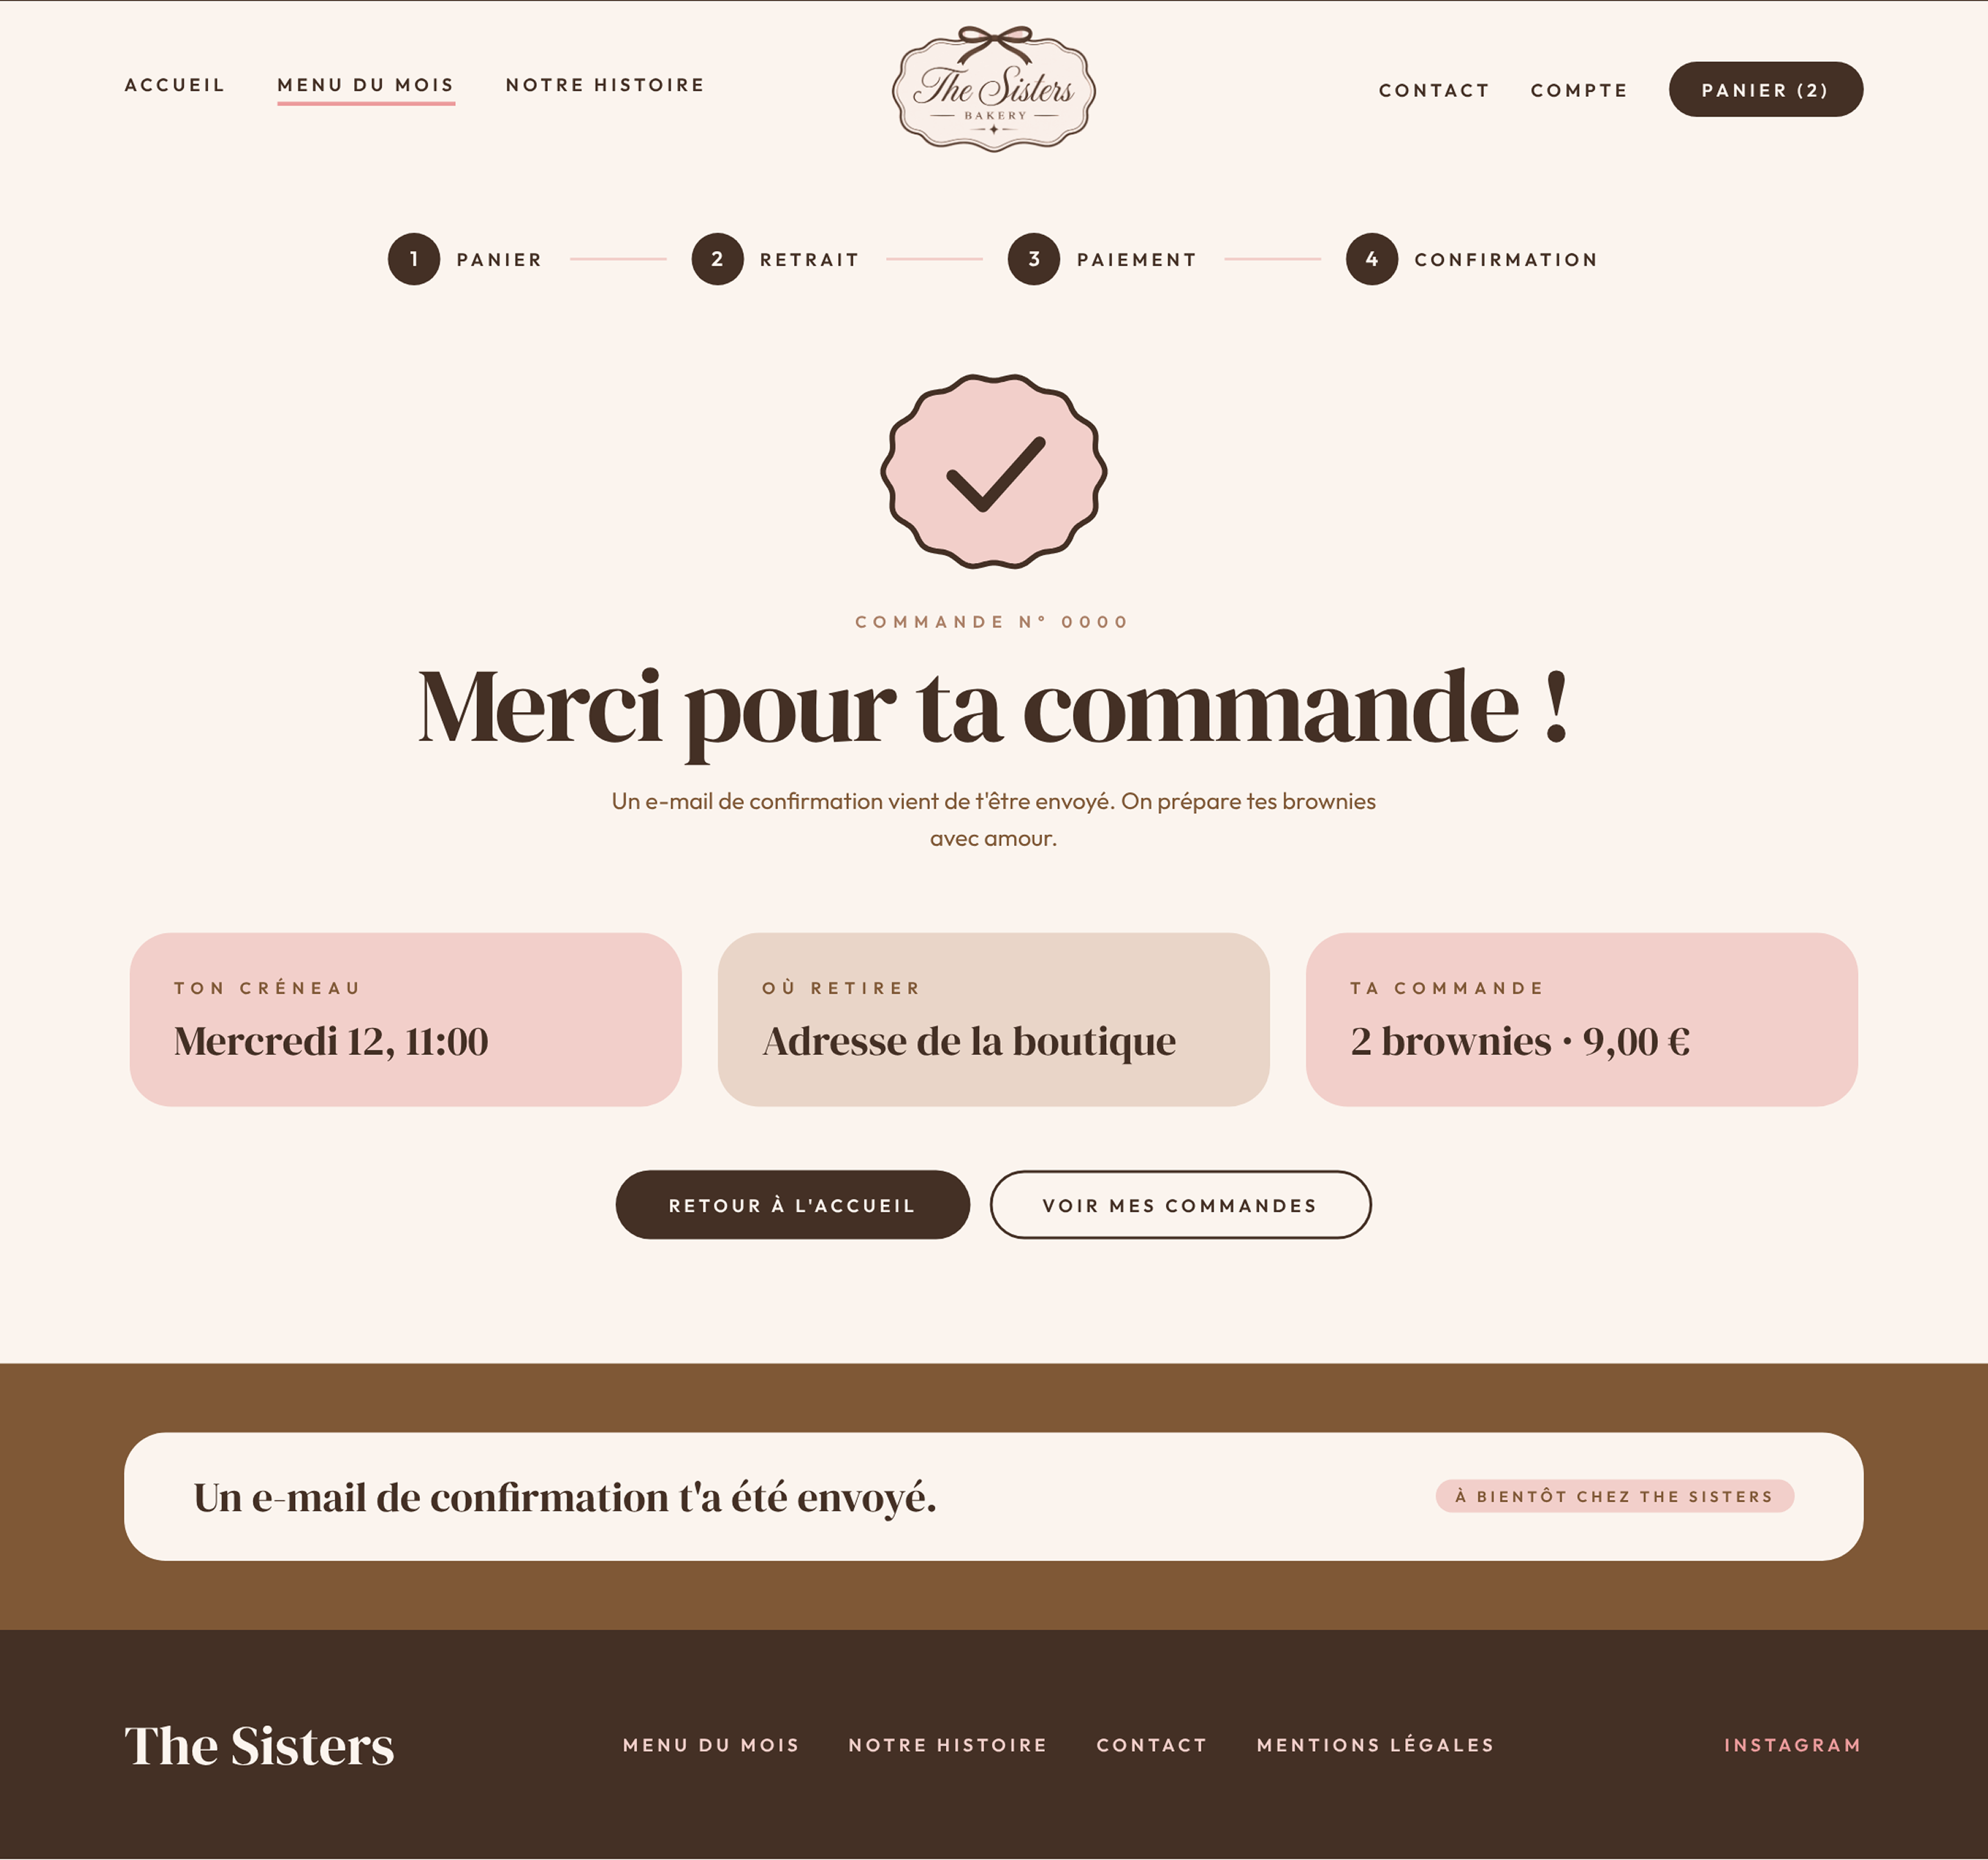 ACCUEIL MENU DU MOIS NOTRE HISTOIRE
The Sisters
BAKERY
CONTACT COMPTE PANIER (2)
1 PANIER 2 RETRAIT 3 PAIEMENT 4 CONFIRMATION
COMMANDE N° 0000
Merci pour ta commande !
Un e-mail de confirmation vient de t'être envoyé. On prépare tes brownies
avec amour.
TON CRÉNEAU
Mercredi 12, 11:00
OÙ RETIRER
Adresse de la boutique
TA COMMANDE
2 brownies · 9,00 €
RETOUR À L'ACCUEIL
VOIR MES COMMANDES
Un e-mail de confirmation t'a été envoyé.
À BIENTÔT CHEZ THE SISTERS
The Sisters
MENU DU MOIS NOTRE HISTOIRE CONTACT MENTIONS LÉGALES
INSTAGRAM